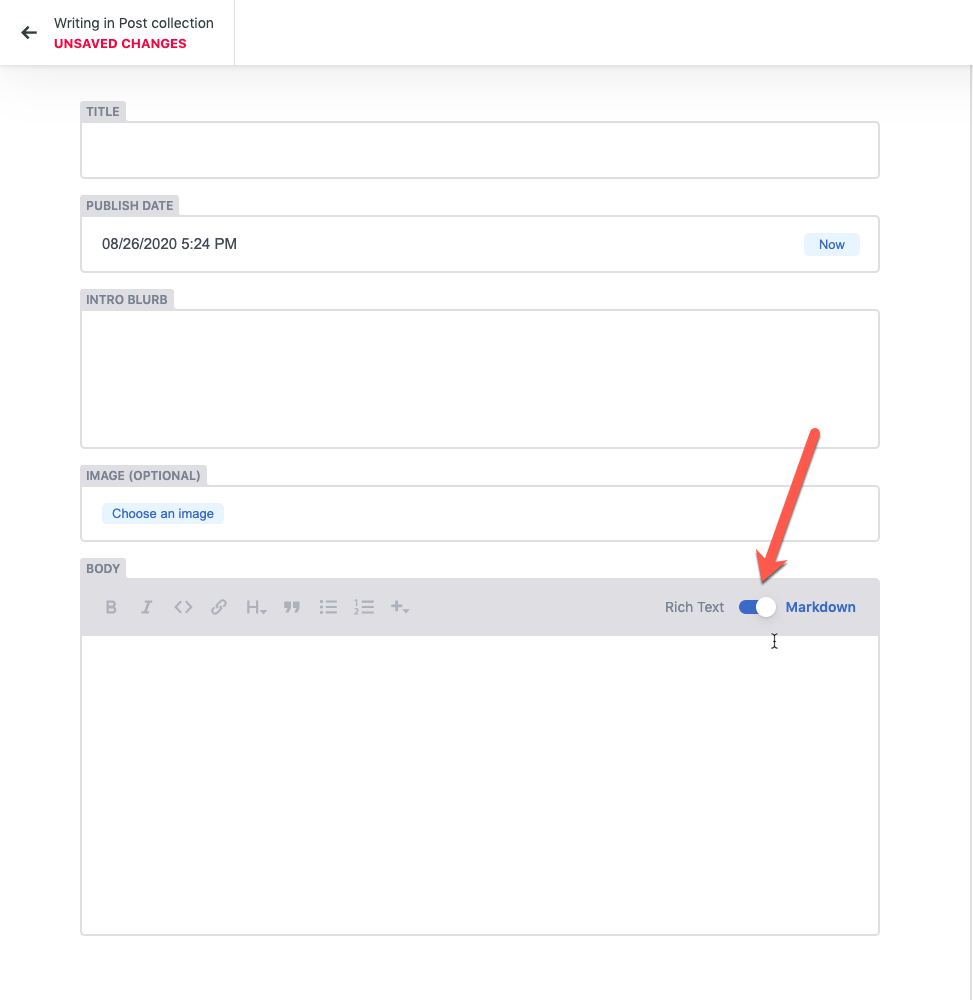 Writing in Post collection
UNSAVED CHANGES
TITLE
PUBLISH DATE
08/26/2020 5:24 PM
Now
INTRO BLURB
IMAGE (OPTIONAL)
Choose an image
BODY
B I <> H Rich Text Markdown